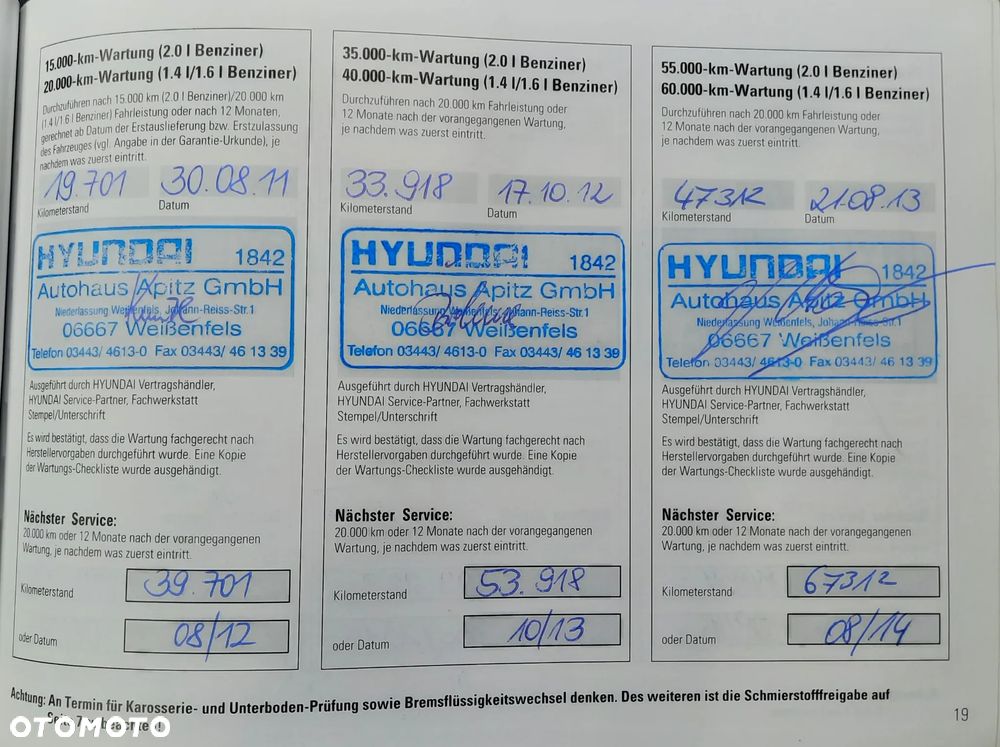 15.000-km-Wartung (2.0 l Benziner)
20.000-km-Wartung (1.4 l/1.6 l Benziner)
Durchzuführen nach 15.000 km (2.0 l Benziner)/20.000 km
(1.4 l/1.6 l Benziner) Fahrleistung oder nach 12 Monaten,
gerechnet ab Datum der Erstauslieferung bzw. Erstzulassung
des Fahrzeuges (vgl. Angabe in der Garantie-Urkunde), je
nachdem was zuerst eintritt.
19.701 30.08.11
Kilometerstand Datum
HYUNDAI 1842
Autohaus Apitz GmbH
Niederlassung Weißenfels, Johann-Reiss-Str.1
06667 Weißenfels
Telefon 03443/ 4613-0 Fax 03443/ 46 13 39
Ausgeführt durch HYUNDAI Vertragshändler,
HYUNDAI Service-Partner, Fachwerkstatt
Stempel/Unterschrift
Es wird bestätigt, dass die Wartung fachgerecht nach
Herstellervorgaben durchgeführt wurde. Eine Kopie
der Wartungs-Checkliste wurde ausgehändigt.
Nächster Service:
20.000 km oder 12 Monate nach der vorangegangenen
Wartung, je nachdem was zuerst eintritt.
Kilometerstand 39.701
oder Datum 08/12
35.000-km-Wartung (2.0 l Benziner)
40.000-km-Wartung (1.4 l/1.6 l Benziner)
Durchzuführen nach 20.000 km Fahrleistung oder
12 Monate nach der vorangegangenen Wartung,
je nachdem was zuerst eintritt.
33.918 17.10.12
Kilometerstand Datum
HYUNDAI 1842
Autohaus Apitz GmbH
Niederlassung Weißenfels, Johann-Reiss-Str.1
06667 Weißenfels
Telefon 03443/ 4613-0 Fax 03443/ 46 13 39
Ausgeführt durch HYUNDAI Vertragshändler,
HYUNDAI Service-Partner, Fachwerkstatt
Stempel/Unterschrift
Es wird bestätigt, dass die Wartung fachgerecht nach
Herstellervorgaben durchgeführt wurde. Eine Kopie
der Wartungs-Checkliste wurde ausgehändigt.
Nächster Service:
20.000 km oder 12 Monate nach der vorangegangenen
Wartung, je nachdem was zuerst eintritt.
Kilometerstand 53.918
oder Datum 10/13
55.000-km-Wartung (2.0 l Benziner)
60.000-km-Wartung (1.4 l/1.6 l Benziner)
Durchzuführen nach 20.000 km Fahrleistung oder
12 Monate nach der vorangegangenen Wartung,
je nachdem was zuerst eintritt.
47312 21.08.13
Kilometerstand Datum
HYUNDAI 1842
Autohaus Apitz GmbH
Niederlassung Weißenfels, Johann-Reiss-Str.1
06667 Weißenfels
Telefon 03443/ 4613-0 Fax 03443/ 46 13 39
Ausgeführt durch HYUNDAI Vertragshändler,
HYUNDAI Service-Partner, Fachwerkstatt
Stempel/Unterschrift
Es wird bestätigt, dass die Wartung fachgerecht nach
Herstellervorgaben durchgeführt wurde. Eine Kopie
der Wartungs-Checkliste wurde ausgehändigt.
Nächster Service:
20.000 km oder 12 Monate nach der vorangegangenen
Wartung, je nachdem was zuerst eintritt.
Kilometerstand 67312
oder Datum 08/14
Achtung: An Termin für Karosserie- und Unterboden-Prüfung sowie Bremsflüssigkeitswechsel denken. Des weiteren ist die Schmierstofffreigabe auf
19
OTOMOTO